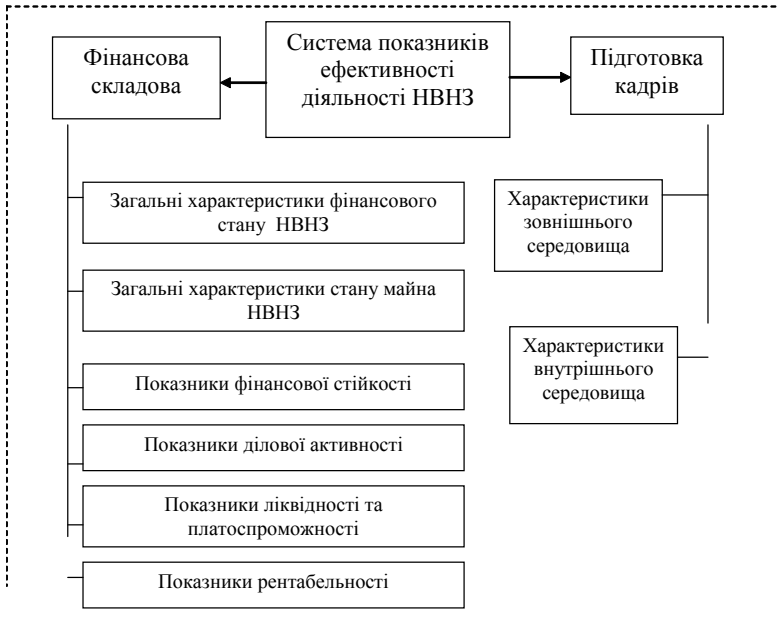 Фінансова
складова
Система показників
ефективності
діяльності НВНЗ
Підготовка
кадрів
Загальні характеристики фінансового
стану НВНЗ
Загальні характеристики стану майна
НВНЗ
Показники фінансової стійкості
Показники ділової активності
Показники ліквідності та
платоспроможності
Показники рентабельності
Характеристики
зовнішнього
середовища
Характеристики
внутрішнього
середовища